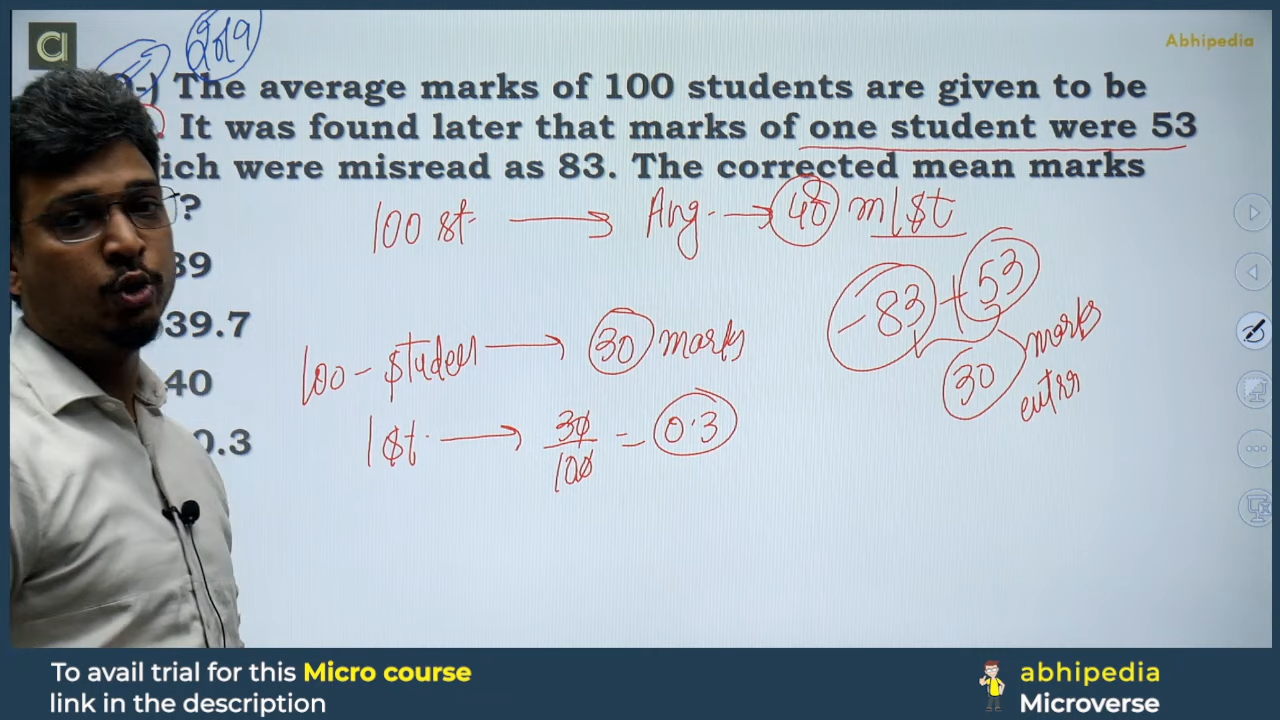 Abhipedia
The average marks of 100 students are given to be
It was found later that marks of one student were 53
ich were misread as 83. The corrected mean marks
?
39
39.7
40
0.3
100 st. → Avg. → 40 m/st
-83 + 53
30 marks
extra
100 - students → 30 marks
1 st. → 30/100 = 0.3
To avail trial for this Micro course
link in the description
abhipedia
Microverse